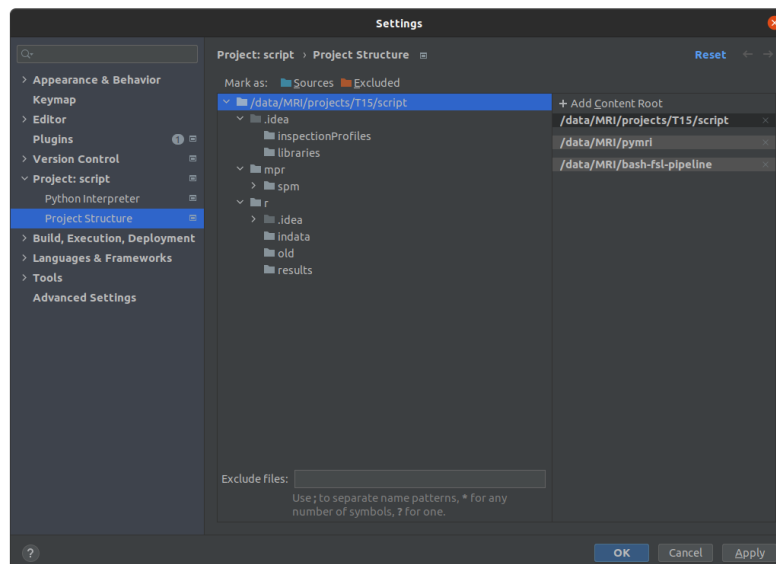 Settings
Appearance & Behavior
Keymap
Editor
Plugins 1
Version Control
Project: script
Python Interpreter
Project Structure
Build, Execution, Deployment
Languages & Frameworks
Tools
Advanced Settings
Project: script › Project Structure
Reset
Mark as: Sources Excluded
/data/MRI/projects/T15/script
.idea
inspectionProfiles
libraries
mpr
spm
r
.idea
indata
old
results
+ Add Content Root
/data/MRI/projects/T15/script
/data/MRI/pymri
/data/MRI/bash-fsl-pipeline
Exclude files:
Use ; to separate name patterns, * for any
number of symbols, ? for one.
?
OK
Cancel
Apply